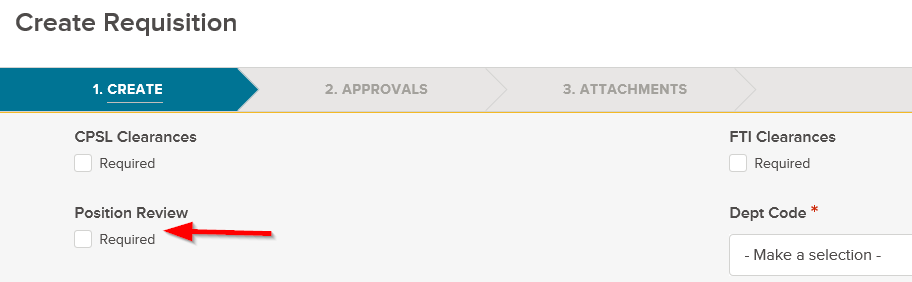 Create Requisition
1. CREATE
2. APPROVALS
3. ATTACHMENTS
CPSL Clearances
Required
FTI Clearances
Required
Position Review
Required
Dept Code *
- Make a selection -